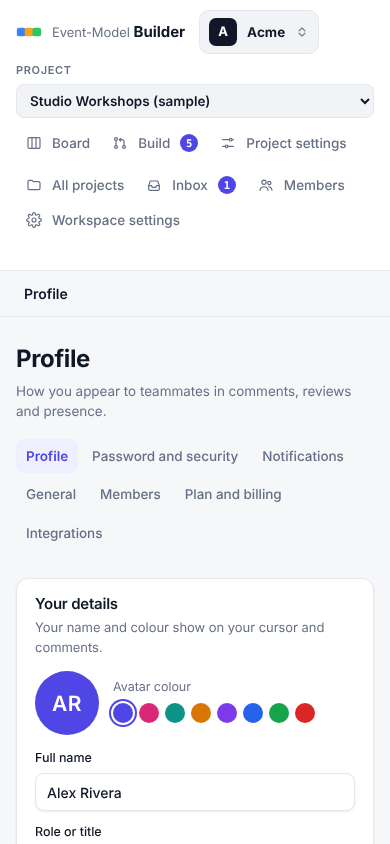 Event-Model Builder
A Acme
PROJECT
Studio Workshops (sample)
Board Build 5 Project settings
All projects Inbox 1 Members
Workspace settings
Profile
Profile
How you appear to teammates in comments, reviews
and presence.
Profile Password and security Notifications
General Members Plan and billing
Integrations
Your details
Your name and colour show on your cursor and
comments.
AR
Avatar colour
Full name
Alex Rivera
Role or title